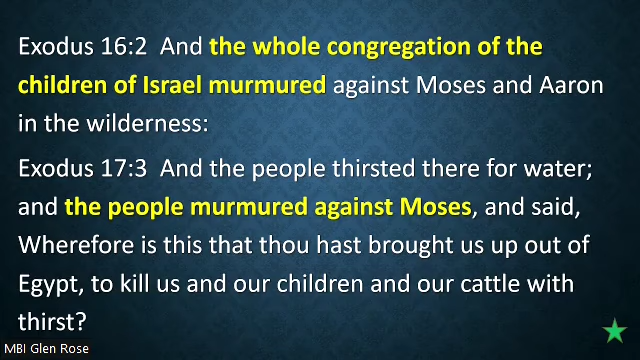 Exodus 16:2  And the whole congregation of the
children of Israel murmured against Moses and Aaron
in the wilderness:
Exodus 17:3  And the people thirsted there for water;
and the people murmured against Moses, and said,
Wherefore is this that thou hast brought us up out of
Egypt, to kill us and our children and our cattle with
thirst?
MBI Glen Rose